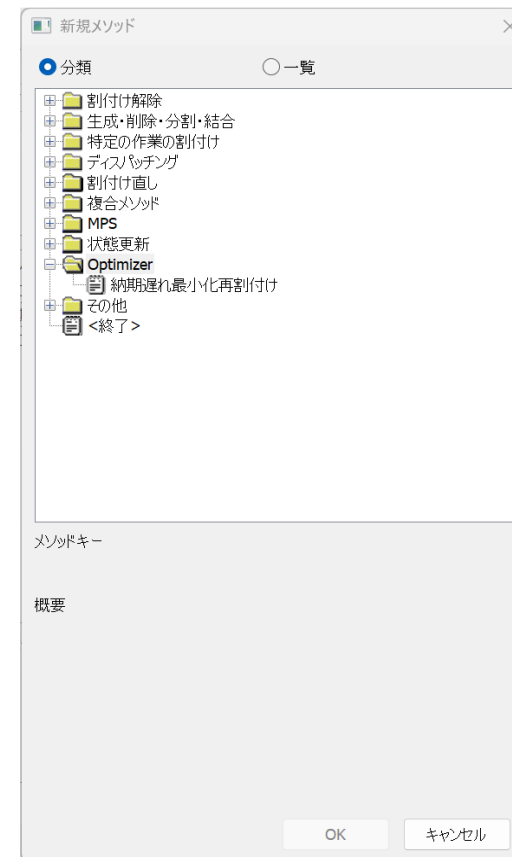 新規メソッド
分類
一覧
割付け解除
生成・削除・分割・結合
特定の作業の割付け
ディスパッチング
割付け直し
複合メソッド
MPS
状態更新
Optimizer
納期遅れ最小化再割付け
その他
<終了>
メソッドキー
概要
OK
キャンセル